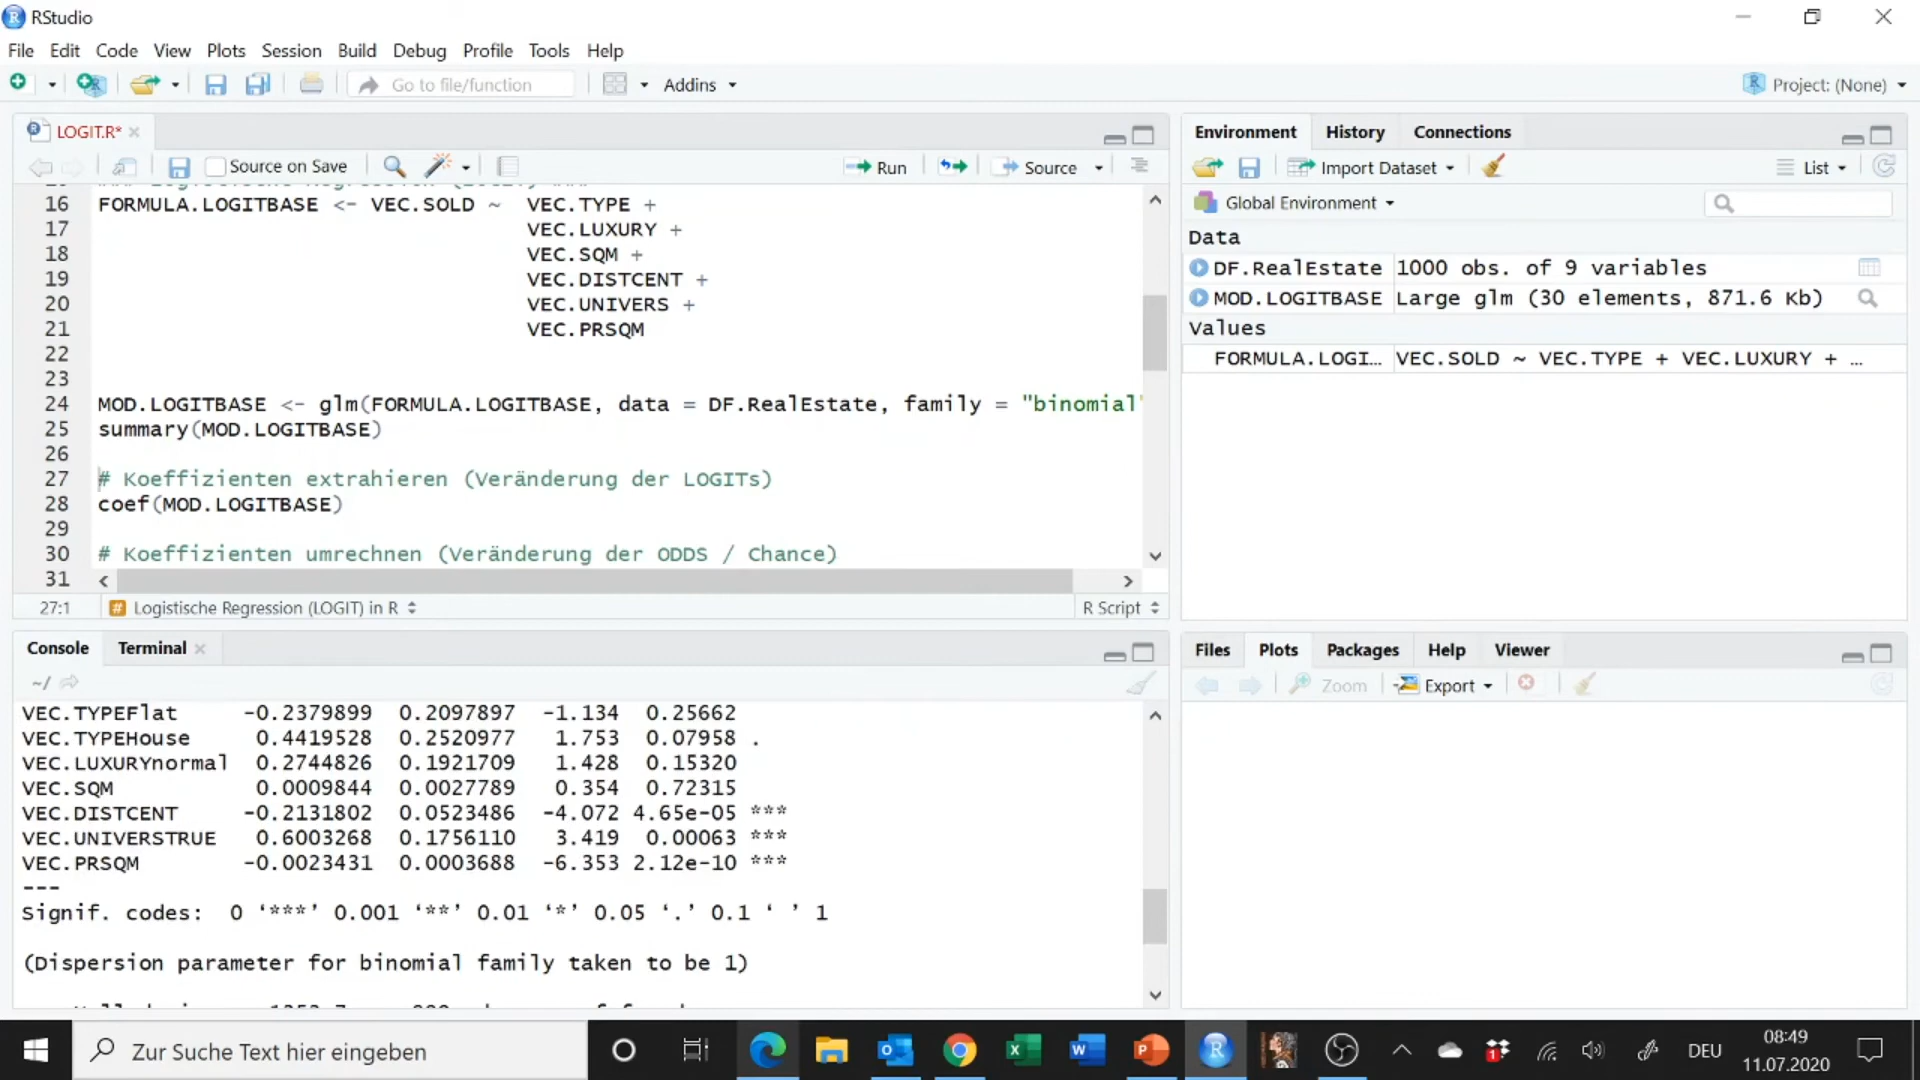 RStudio
File Edit Code View Plots Session Build Debug Profile Tools Help
Go to file/function Addins Project: (None)
LOGIT.R*
Source on Save Run Source
16 FORMULA.LOGITBASE <- VEC.SOLD ~ VEC.TYPE +
17 VEC.LUXURY +
18 VEC.SQM +
19 VEC.DISTCENT +
20 VEC.UNIVERS +
21 VEC.PRSQM
22
23
24 MOD.LOGITBASE <- glm(FORMULA.LOGITBASE, data = DF.RealEstate, family = "binomial"
25 summary(MOD.LOGITBASE)
26
27 # Koeffizienten extrahieren (Veränderung der LOGITs)
28 coef(MOD.LOGITBASE)
29
30 # Koeffizienten umrechnen (Veränderung der ODDS / Chance)
31
27:1 # Logistische Regression (LOGIT) in R R Script
Console Terminal
~/
VEC.TYPEFlat -0.2379899 0.2097897 -1.134 0.25662
VEC.TYPEHouse 0.4419528 0.2520977 1.753 0.07958 .
VEC.LUXURYnormal 0.2744826 0.1921709 1.428 0.15320
VEC.SQM 0.0009844 0.0027789 0.354 0.72315
VEC.DISTCENT -0.2131802 0.0523486 -4.072 4.65e-05 ***
VEC.UNIVERSTRUE 0.6003268 0.1756110 3.419 0.00063 ***
VEC.PRSQM -0.0023431 0.0003688 -6.353 2.12e-10 ***
---
Signif. codes: 0 ‘***’ 0.001 ‘**’ 0.01 ‘*’ 0.05 ‘.’ 0.1 ‘ ’ 1
(Dispersion parameter for binomial family taken to be 1)
Environment History Connections
Import Dataset List
Global Environment
Data
DF.RealEstate 1000 obs. of 9 variables
MOD.LOGITBASE Large glm (30 elements, 871.6 Kb)
Values
FORMULA.LOGI… VEC.SOLD ~ VEC.TYPE + VEC.LUXURY + …
Files Plots Packages Help Viewer
Zoom Export
Zur Suche Text hier eingeben
DEU
08:49
11.07.2020